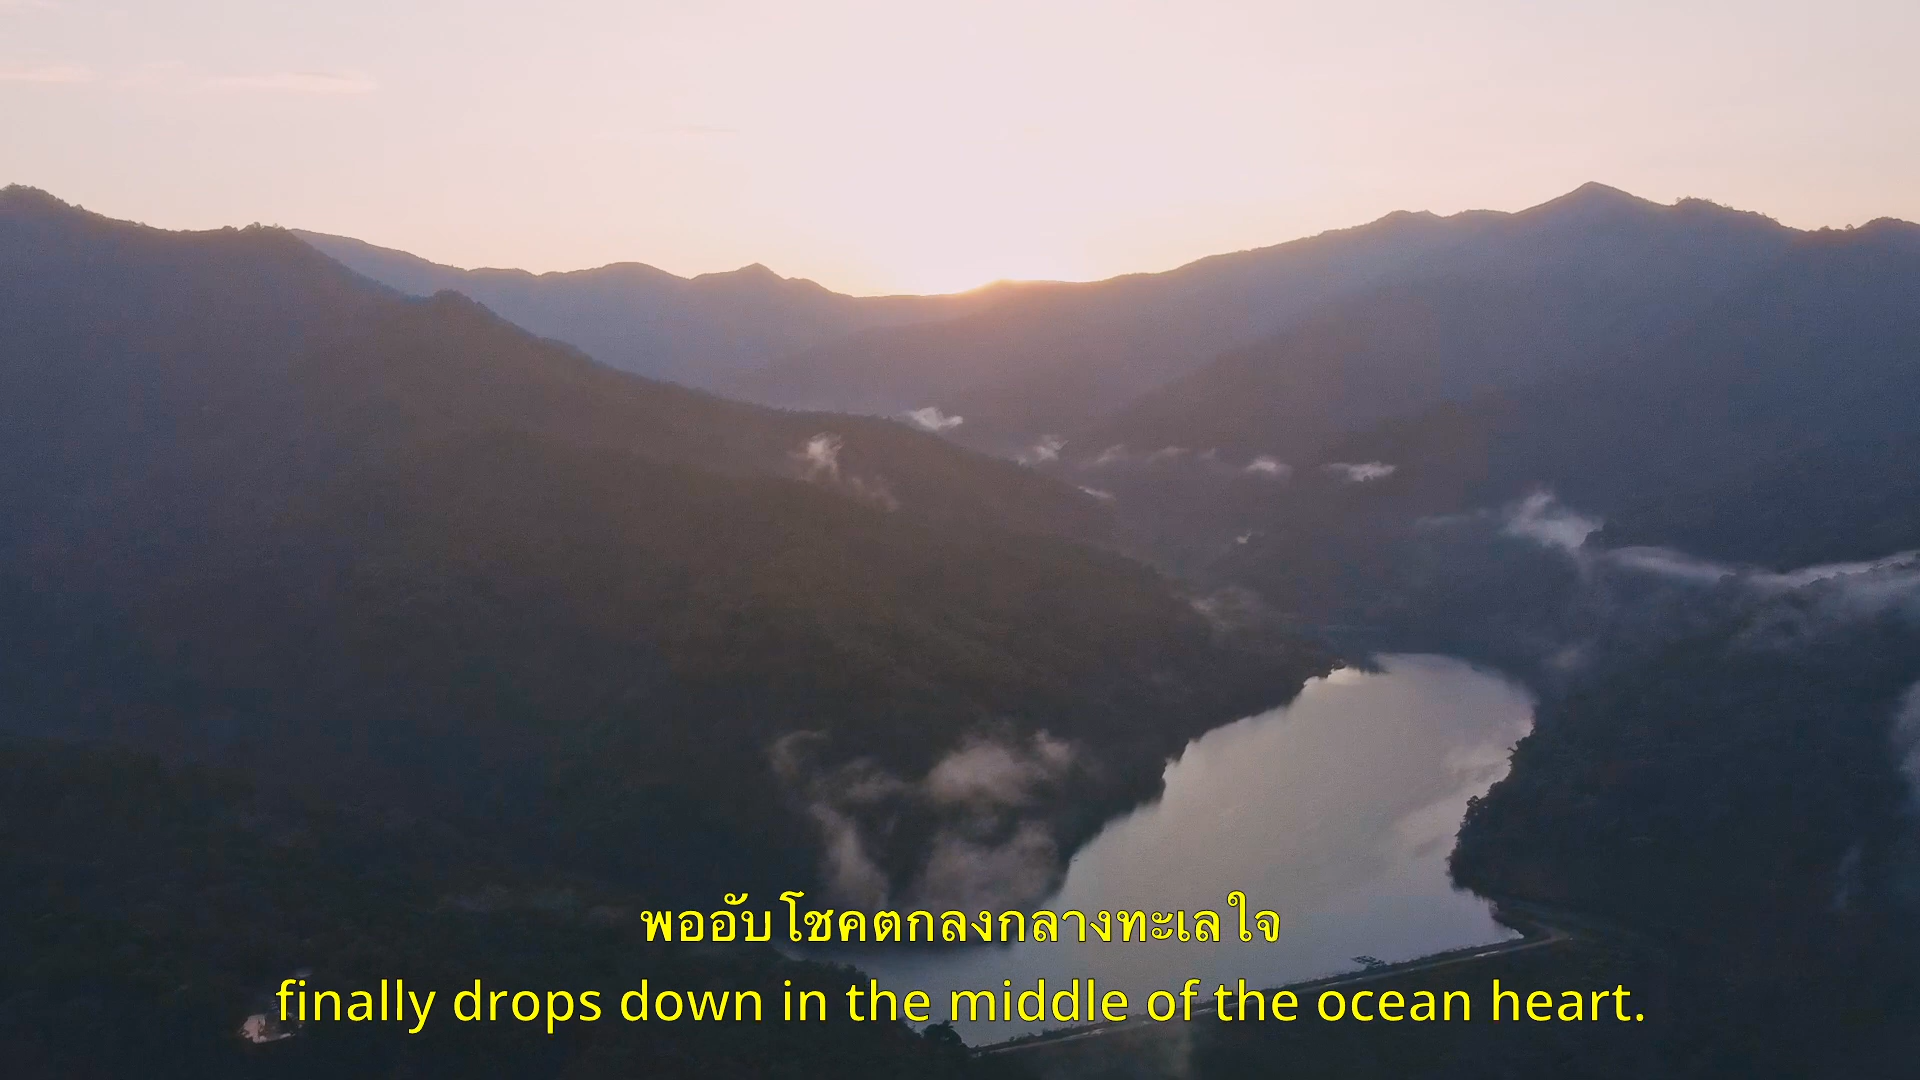 พออับโชคตกลงกลางทะเลใจ
finally drops down in the middle of the ocean heart.